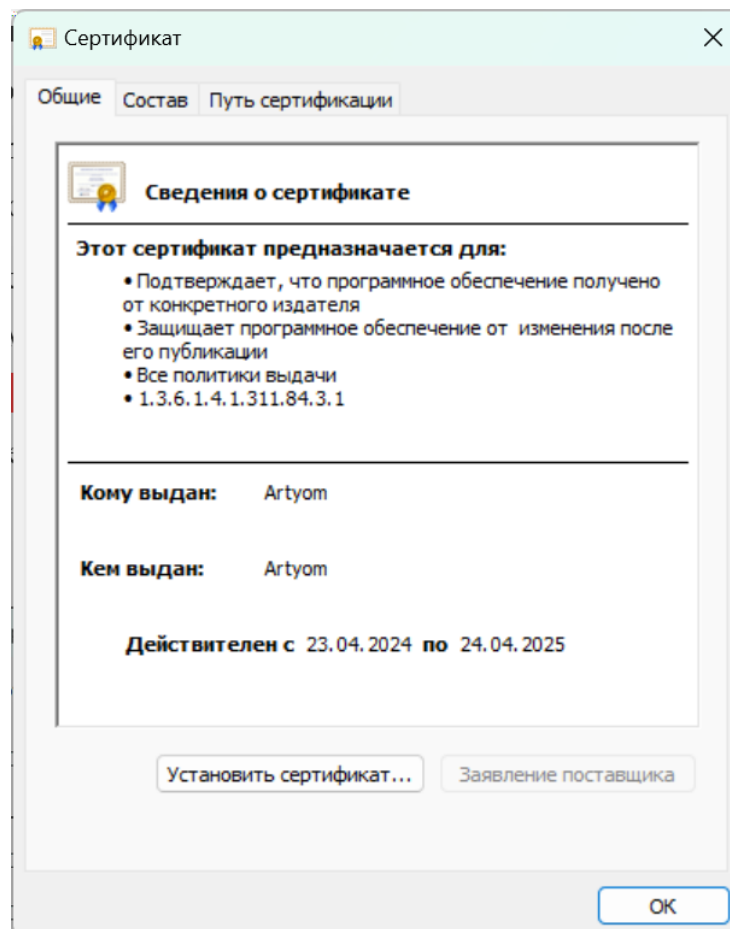 Сертификат
Общие Состав Путь сертификации
Сведения о сертификате
Этот сертификат предназначается для:
• Подтверждает, что программное обеспечение получено
от конкретного издателя
• Защищает программное обеспечение от изменения после
его публикации
• Все политики выдачи
• 1.3.6.1.4.1.311.84.3.1
Кому выдан: Artyom
Кем выдан: Artyom
Действителен с 23.04.2024 по 24.04.2025
Установить сертификат... Заявление поставщика
ОК